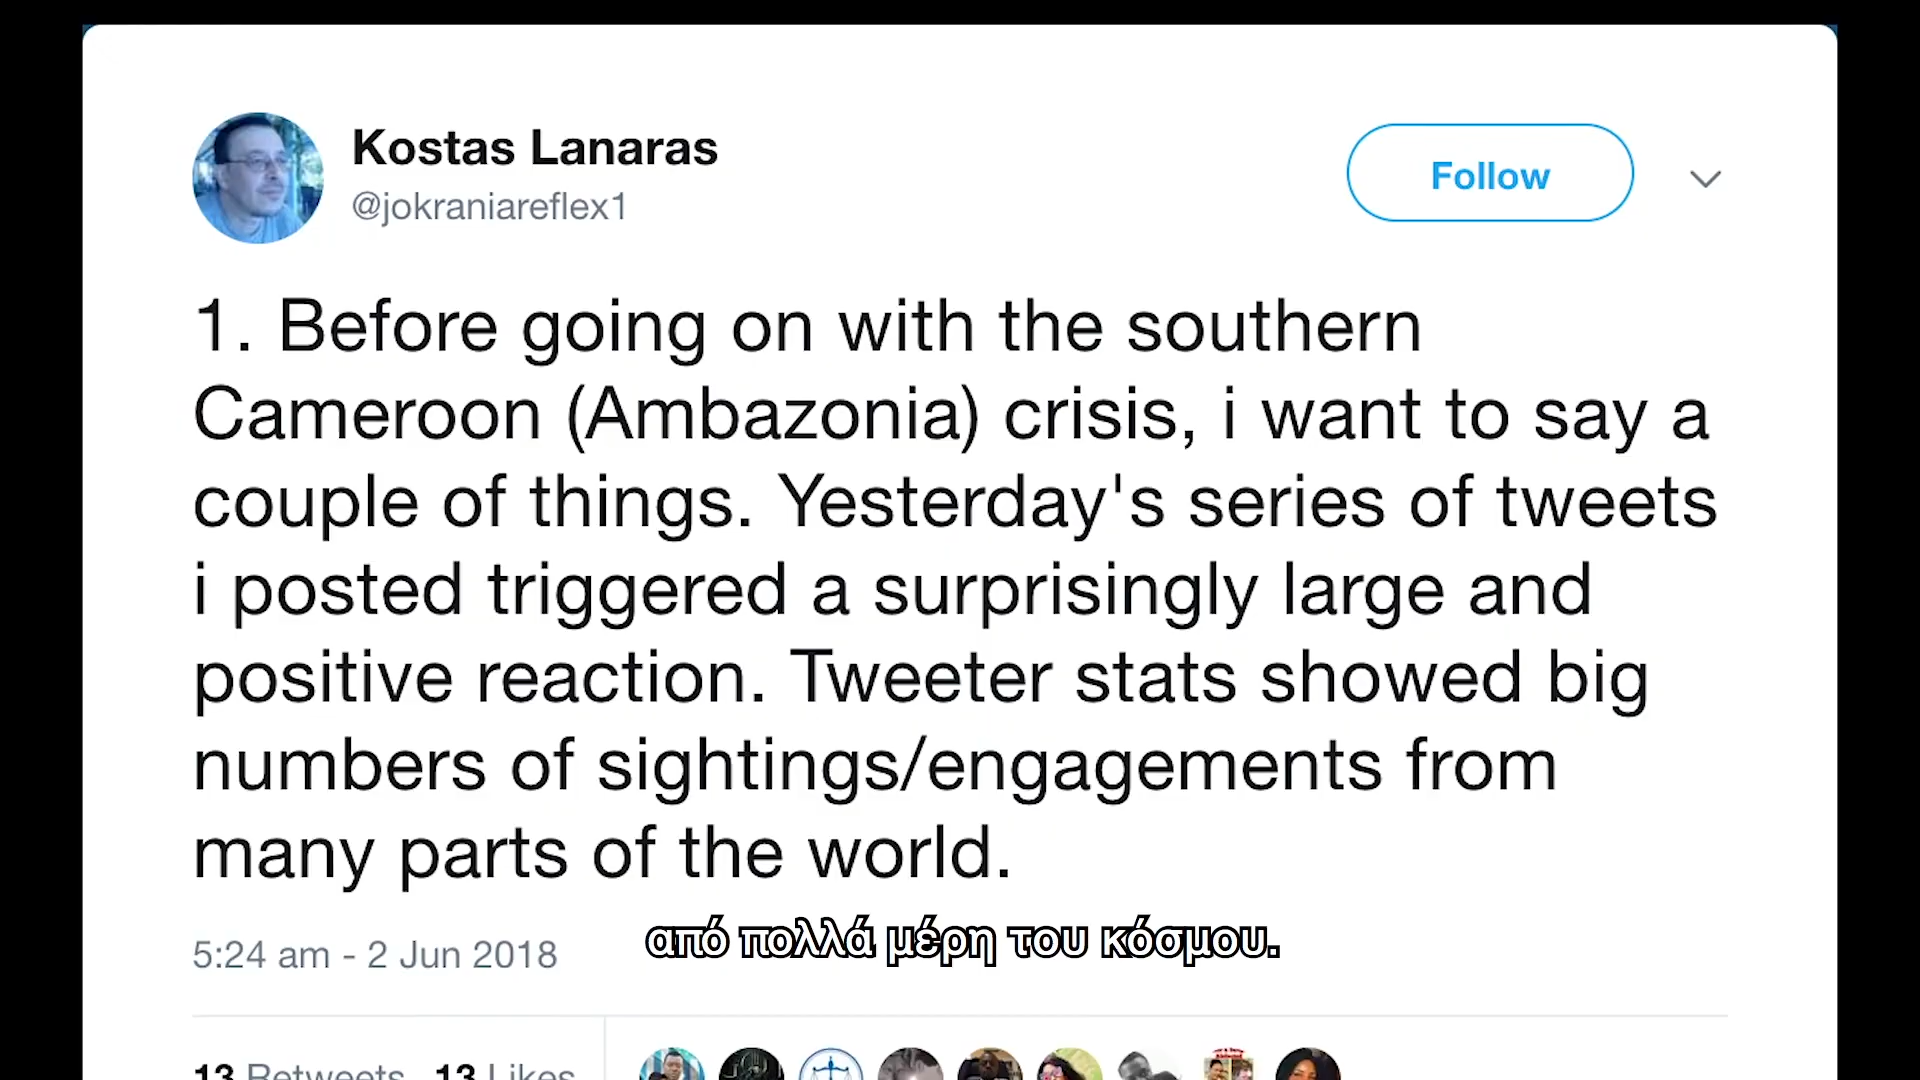 Kostas Lanaras
@jokraniareflex1
Follow
1. Before going on with the southern
Cameroon (Ambazonia) crisis, i want to say a
couple of things. Yesterday's series of tweets
i posted triggered a surprisingly large and
positive reaction. Tweeter stats showed big
numbers of sightings/engagements from
many parts of the world.
5:24 am - 2 Jun 2018
από πολλά μέρη του κόσμου.
13 Retweets 13 Likes